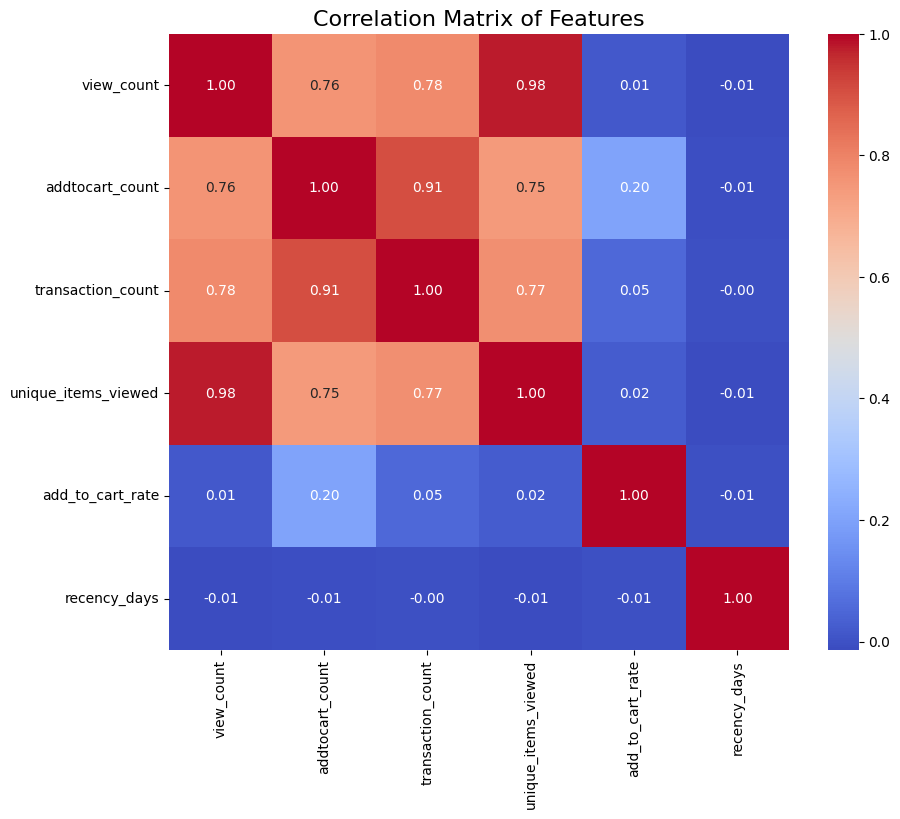 Correlation Matrix of Features
view_count 1.00 0.76 0.78 0.98 0.01 -0.01
addtocart_count 0.76 1.00 0.91 0.75 0.20 -0.01
transaction_count 0.78 0.91 1.00 0.77 0.05 -0.00
unique_items_viewed 0.98 0.75 0.77 1.00 0.02 -0.01
add_to_cart_rate 0.01 0.20 0.05 0.02 1.00 -0.01
recency_days -0.01 -0.01 -0.00 -0.01 -0.01 1.00
view_count
addtocart_count
transaction_count
unique_items_viewed
add_to_cart_rate
recency_days
1.0
0.8
0.6
0.4
0.2
0.0